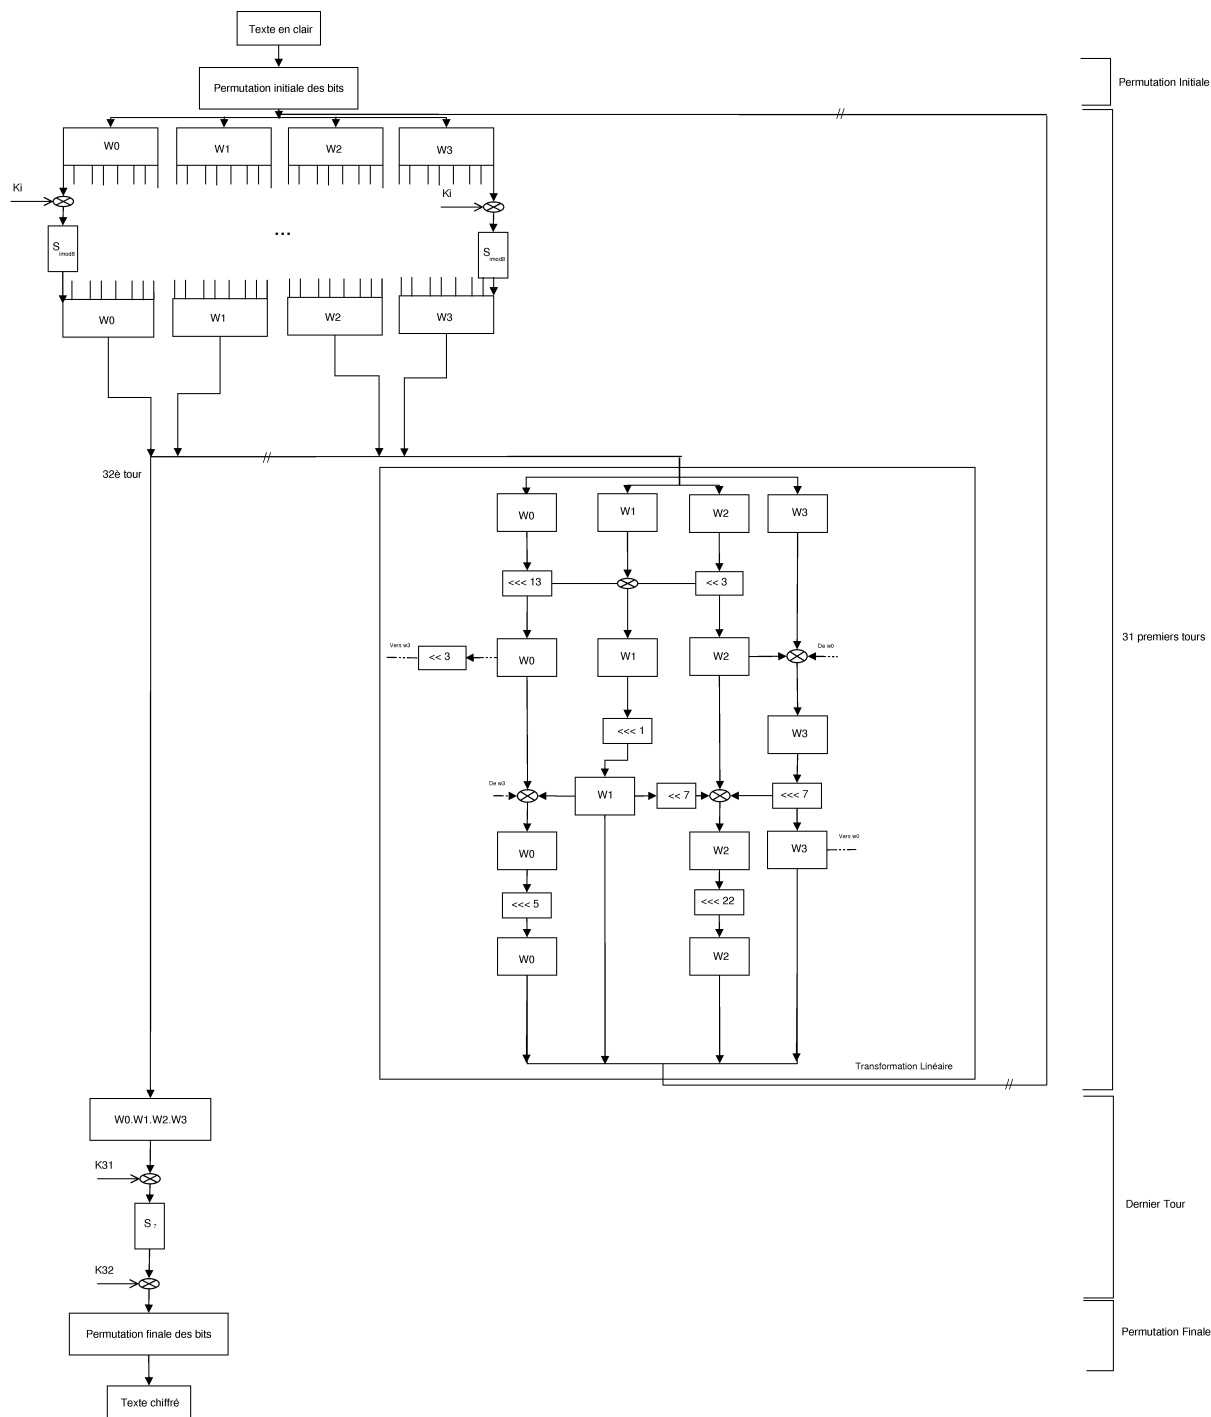 Texte en clair
Permutation initiale des bits
Permutation Initiale
//
W0
W1
W2
W3
Ki
Ki
...
S imod8
S imod8
W0
W1
W2
W3
//
32è tour
W0
W1
W2
W3
<<< 13
<< 3
31 premiers tours
Vers w3
<< 3
W0
W1
W2
De w0
<<< 1
W3
De w3
W1
<< 7
<<< 7
W0
W2
W3
Vers w0
<<< 5
<<< 22
W0
W2
Transformation Linéaire
//
W0.W1.W2.W3
K31
S 7
Dernier Tour
K32
Permutation finale des bits
Permutation Finale
Texte chiffré